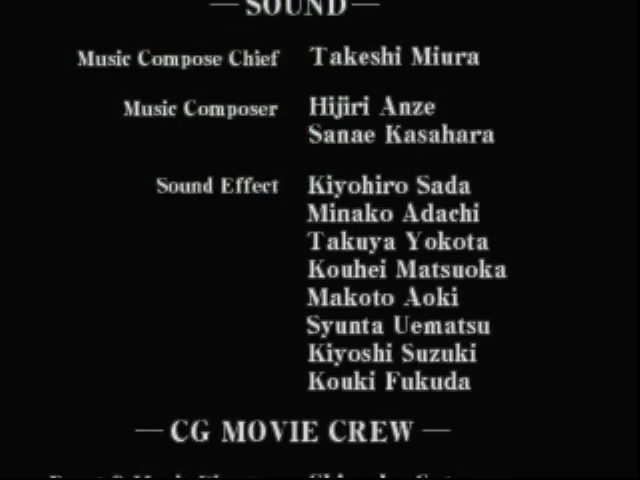 — SOUND —
Music Compose Chief Takeshi Miura
Music Composer Hijiri Anze
Sanae Kasahara
Sound Effect Kiyohiro Sada
Minako Adachi
Takuya Yokota
Kouhei Matsuoka
Makoto Aoki
Syunta Uematsu
Kiyoshi Suzuki
Kouki Fukuda
— CG MOVIE CREW —